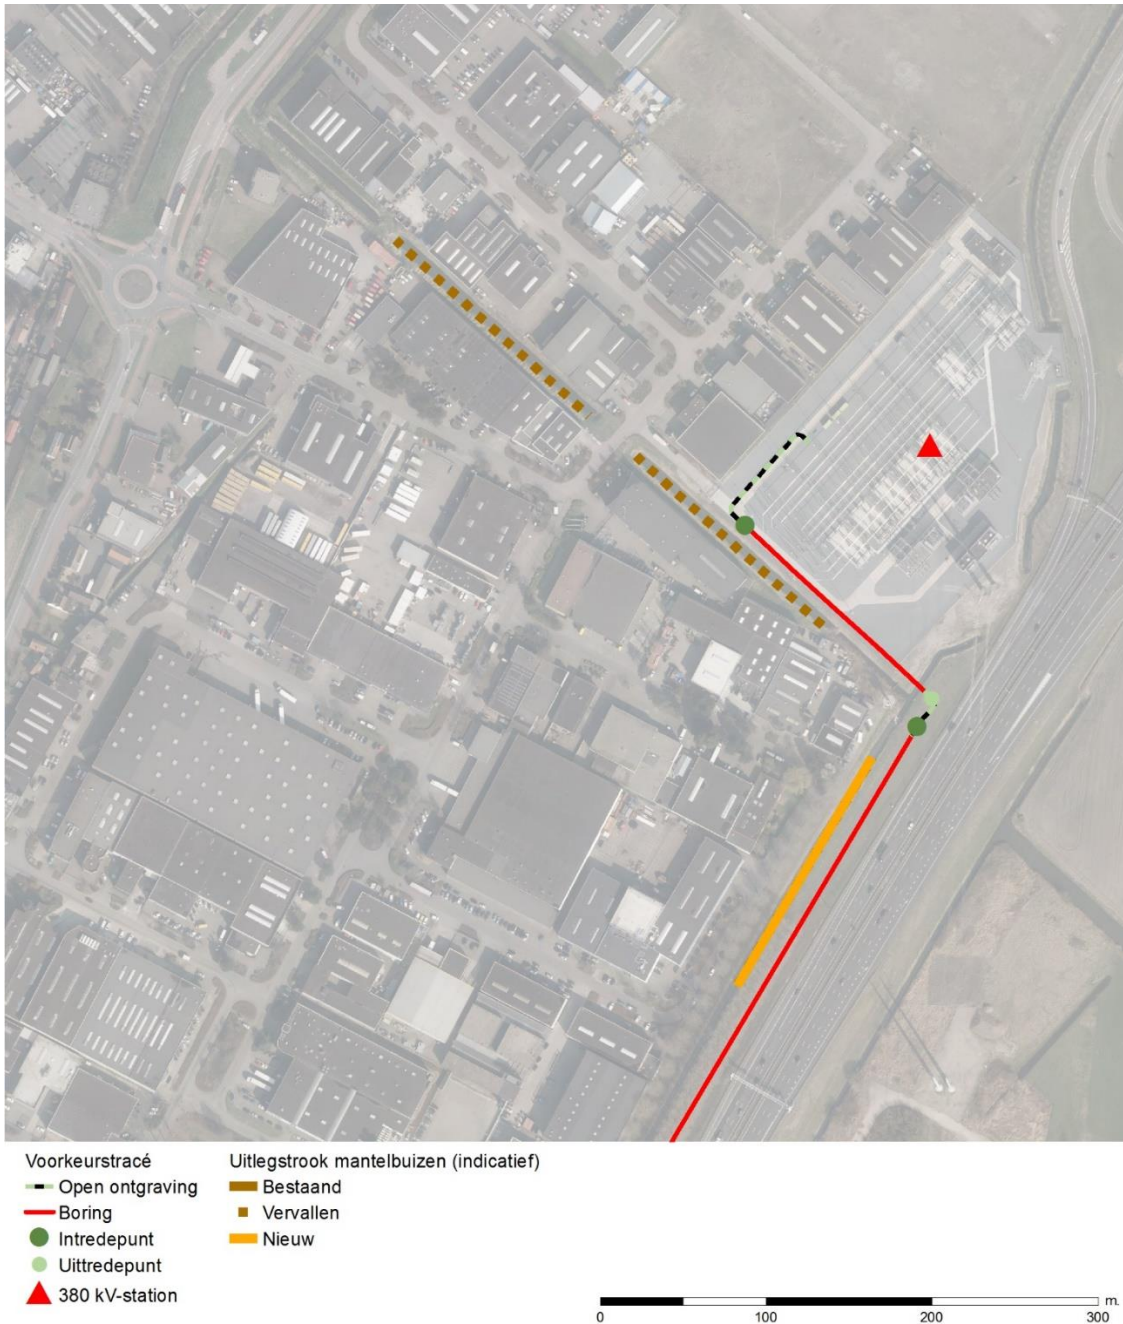 Voorkeurstracé
Open ontgraving
Boring
Intredepunt
Uittredepunt
380 kV-station
Uitlegstrook mantelbuizen (indicatief)
Bestaand
Vervallen
Nieuw
m.
0 100 200 300